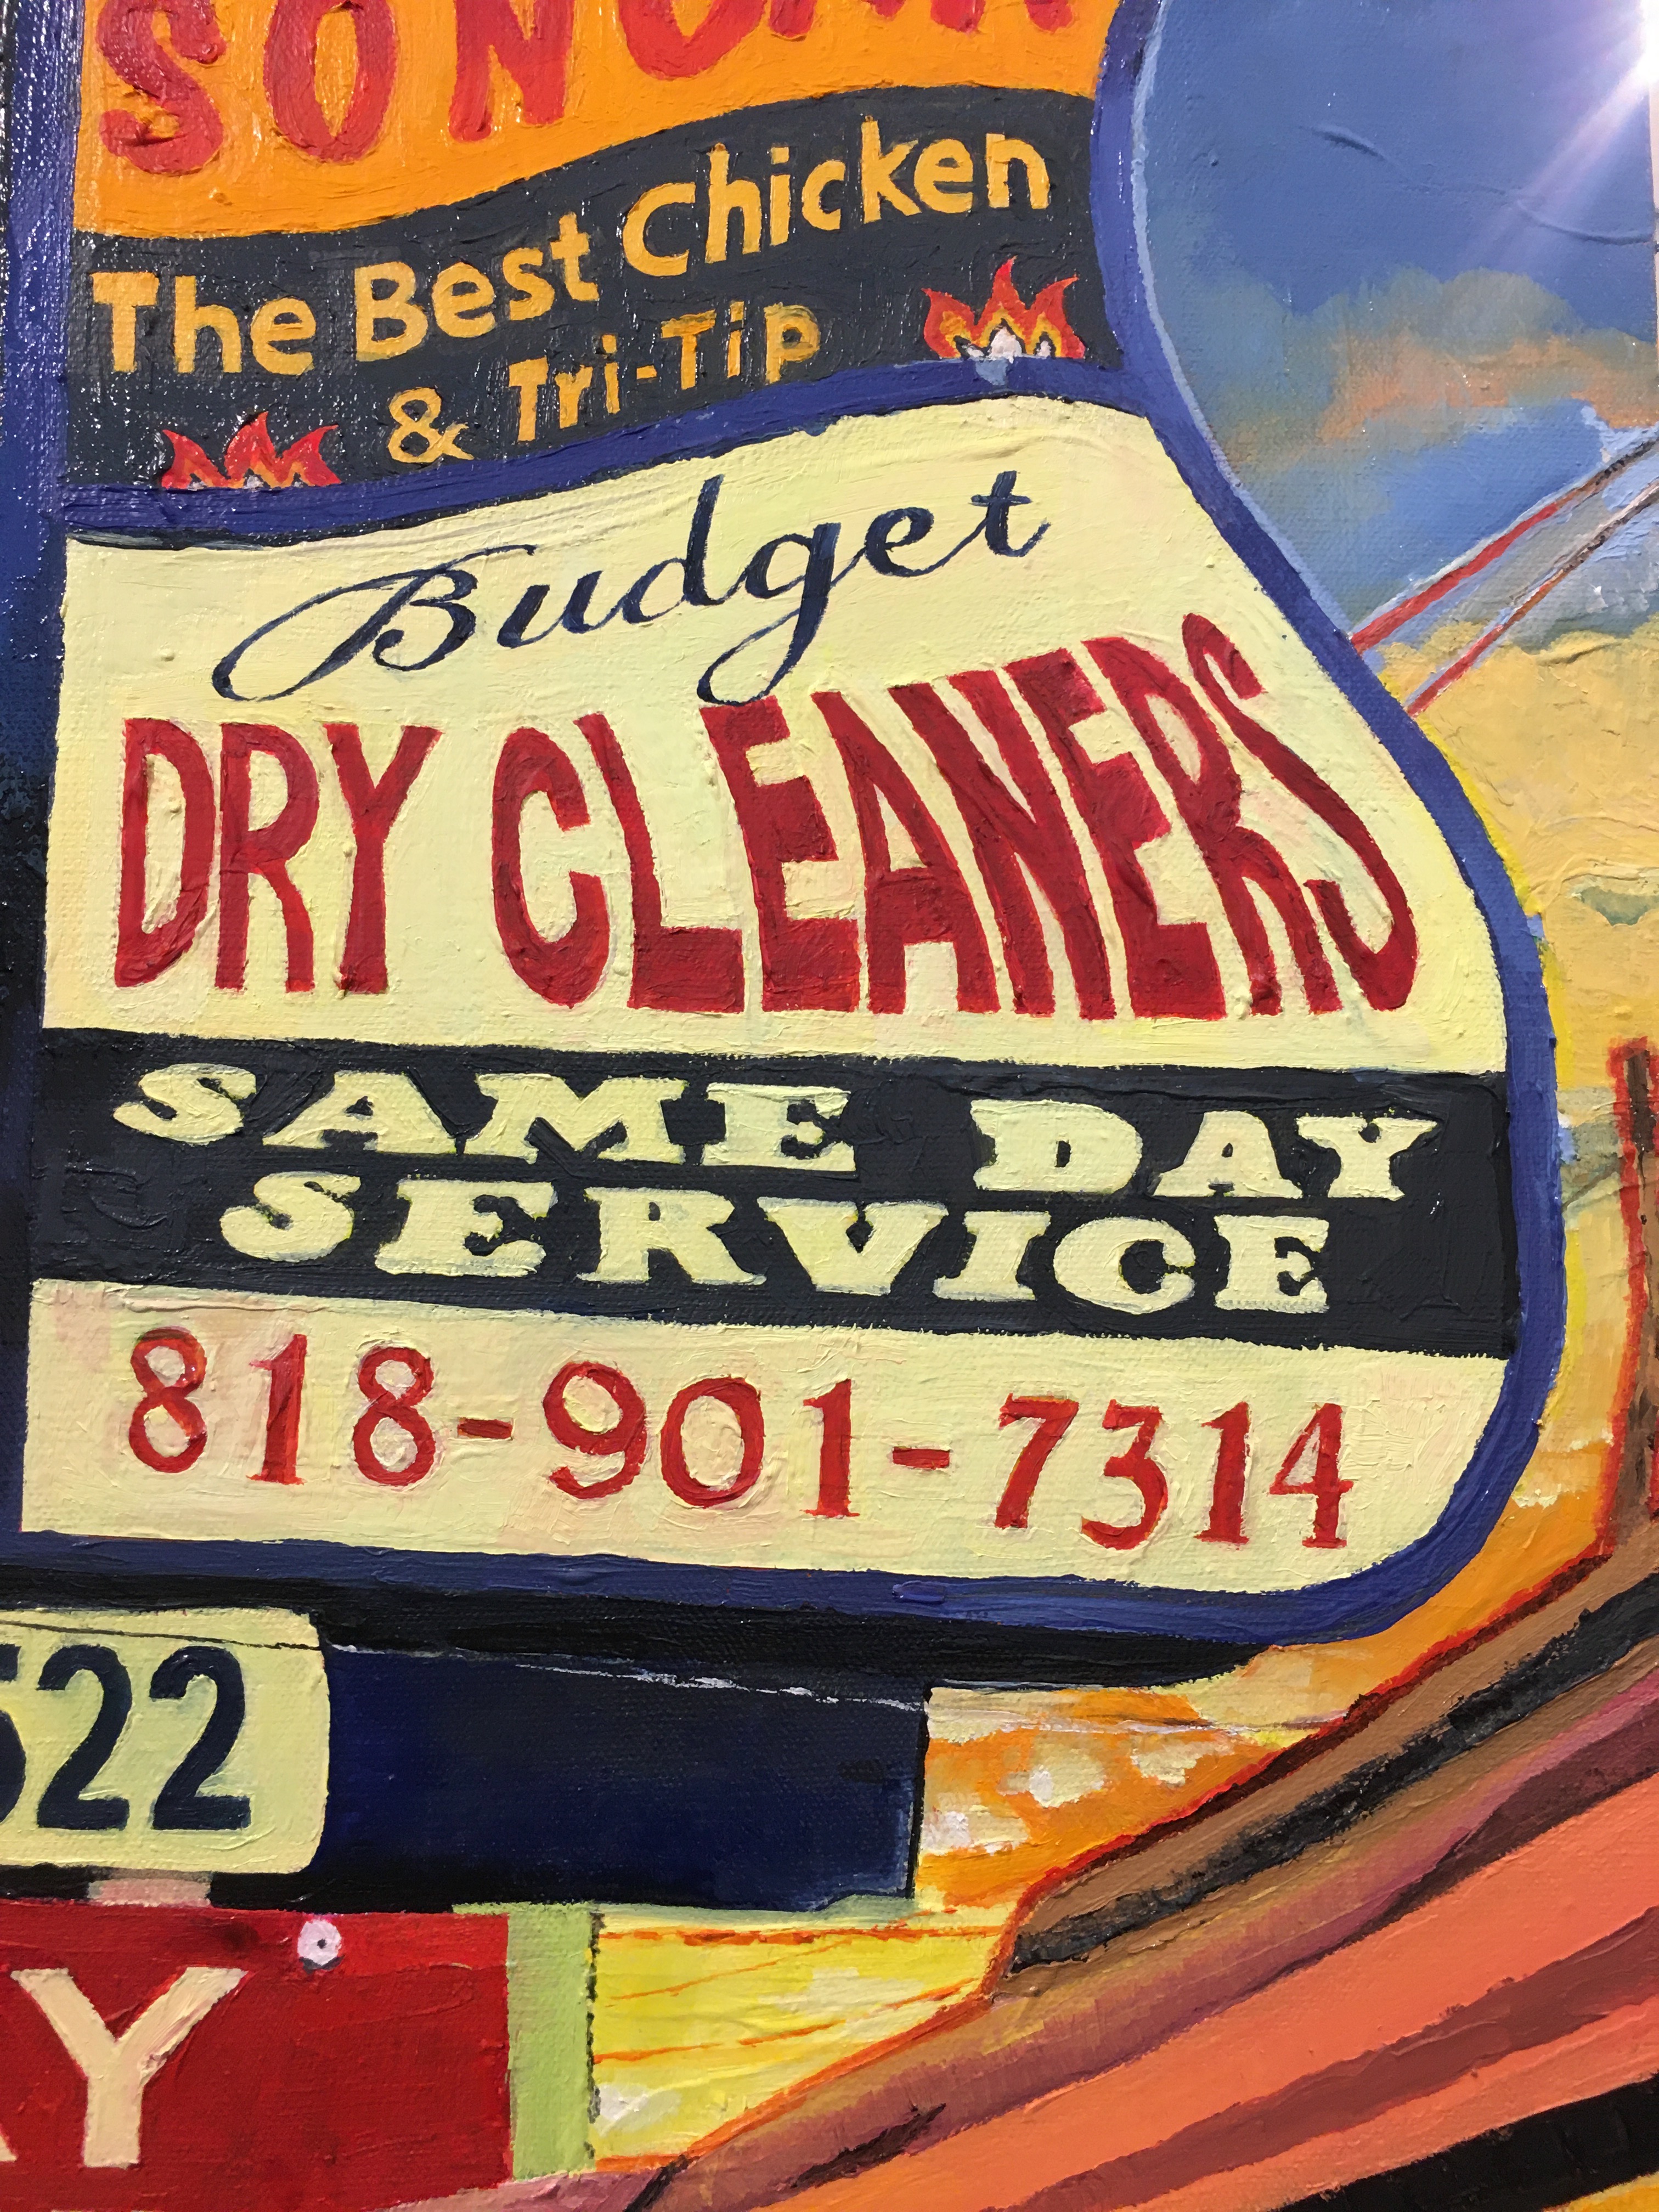 The Best Chicken
& Tri-Tip
Budget
DRY CLEANERS
SAME DAY
SERVICE
818-901-7314
522
Y